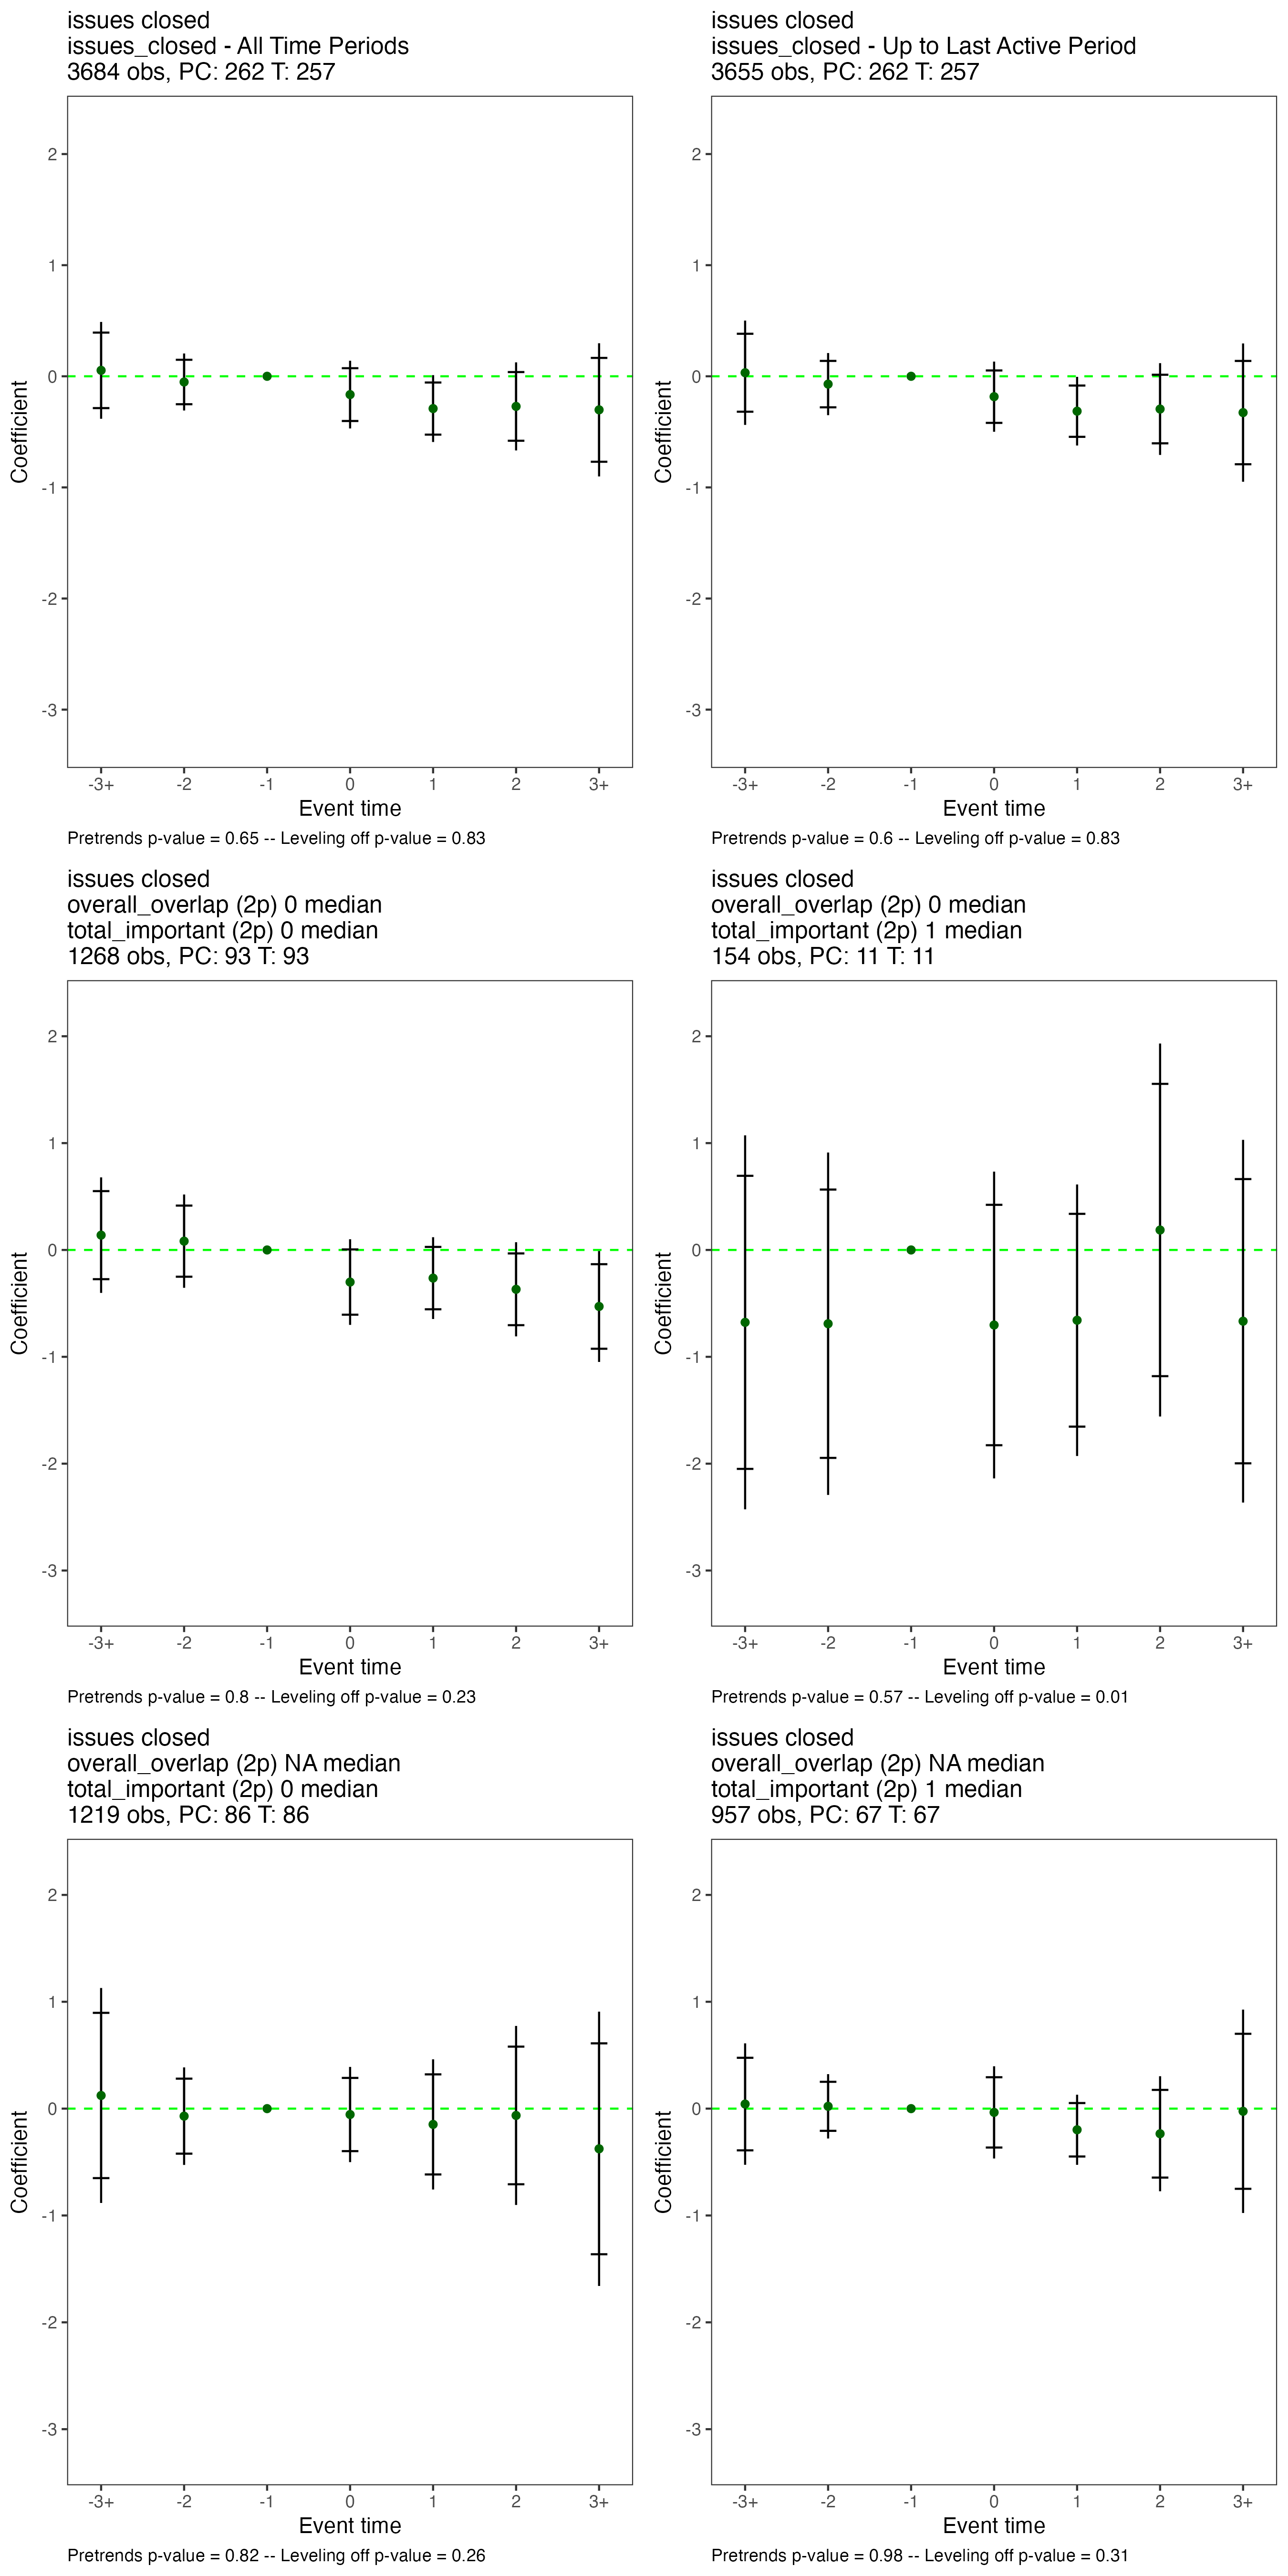 issues closed
issues_closed - All Time Periods
3684 obs, PC: 262 T: 257
Coefficient
2
1
0
-1
-2
-3
-3+ -2 -1 0 1 2 3+
Event time
Pretrends p-value = 0.65 -- Leveling off p-value = 0.83
issues closed
issues_closed - Up to Last Active Period
3655 obs, PC: 262 T: 257
Coefficient
2
1
0
-1
-2
-3
-3+ -2 -1 0 1 2 3+
Event time
Pretrends p-value = 0.6 -- Leveling off p-value = 0.83
issues closed
overall_overlap (2p) 0 median
total_important (2p) 0 median
1268 obs, PC: 93 T: 93
Coefficient
2
1
0
-1
-2
-3
-3+ -2 -1 0 1 2 3+
Event time
Pretrends p-value = 0.8 -- Leveling off p-value = 0.23
issues closed
overall_overlap (2p) 0 median
total_important (2p) 1 median
154 obs, PC: 11 T: 11
Coefficient
2
1
0
-1
-2
-3
-3+ -2 -1 0 1 2 3+
Event time
Pretrends p-value = 0.57 -- Leveling off p-value = 0.01
issues closed
overall_overlap (2p) NA median
total_important (2p) 0 median
1219 obs, PC: 86 T: 86
Coefficient
2
1
0
-1
-2
-3
-3+ -2 -1 0 1 2 3+
Event time
Pretrends p-value = 0.82 -- Leveling off p-value = 0.26
issues closed
overall_overlap (2p) NA median
total_important (2p) 1 median
957 obs, PC: 67 T: 67
Coefficient
2
1
0
-1
-2
-3
-3+ -2 -1 0 1 2 3+
Event time
Pretrends p-value = 0.98 -- Leveling off p-value = 0.31